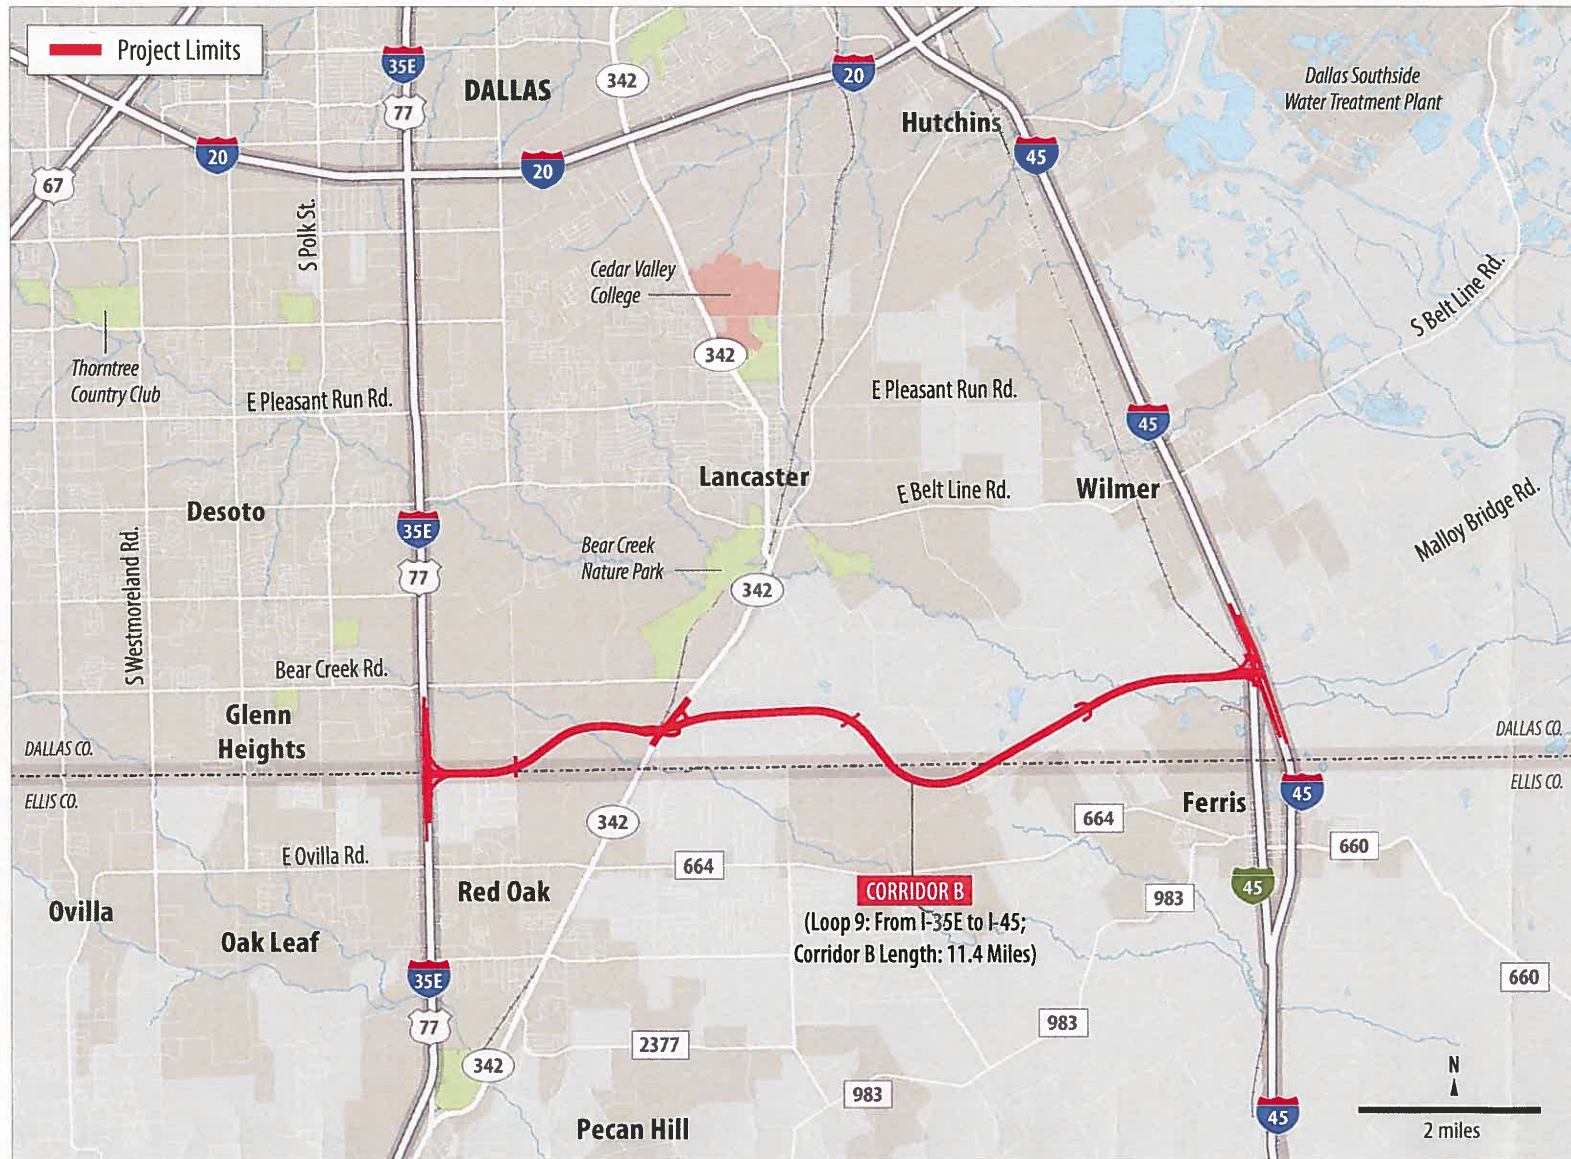 Project Limits
35E
77
DALLAS
342
20
Hutchins
Dallas Southside
Water Treatment Plant
20
20
45
67
S Polk St.
Cedar Valley
College
S Belt Line Rd.
342
Thorntree
Country Club
E Pleasant Run Rd.
E Pleasant Run Rd.
45
Lancaster
E Belt Line Rd.
Wilmer
Desoto
35E
77
Malloy Bridge Rd.
S Westmoreland Rd.
Bear Creek
Nature Park
342
Bear Creek Rd.
Glenn
Heights
DALLAS CO.
DALLAS CO.
ELLIS CO.
ELLIS CO.
45
Ferris
342
664
660
E Ovilla Rd.
664
Red Oak
CORRIDOR B
(Loop 9: From I-35E to I-45;
Corridor B Length: 11.4 Miles)
45
983
Ovilla
Oak Leaf
35E
77
660
983
2377
342
983
Pecan Hill
45
N
2 miles